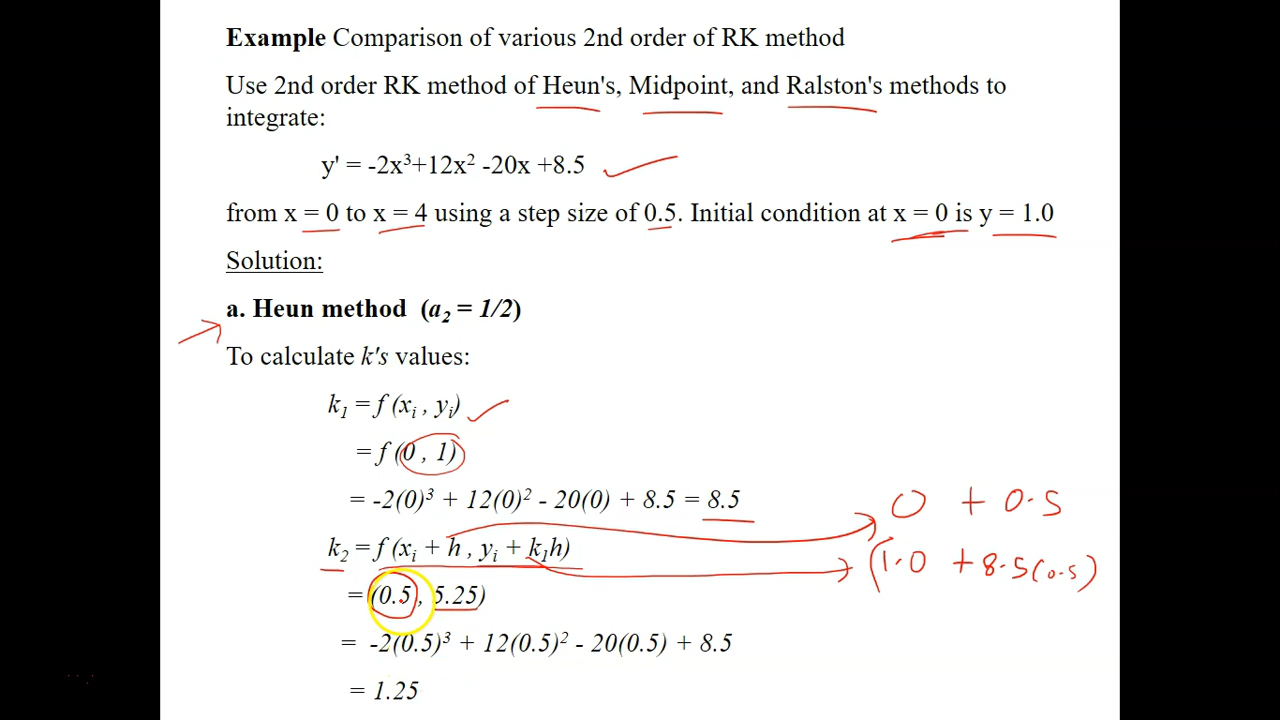 Example Comparison of various 2nd order of RK method
Use 2nd order RK method of Heun's, Midpoint, and Ralston's methods to
integrate:
y' = -2x³+12x² -20x +8.5
from x = 0 to x = 4 using a step size of 0.5. Initial condition at x = 0 is y = 1.0
Solution:
a. Heun method (a₂ = 1/2)
To calculate k's values:
k₁ = f (xᵢ , yᵢ)
= f (0 , 1)
= -2(0)³ + 12(0)² - 20(0) + 8.5 = 8.5
0 + 0.5
k₂ = f (xᵢ + h , yᵢ + k₁h)
(1.0 + 8.5(0.5)
= (0.5 , 5.25)
= -2(0.5)³ + 12(0.5)² - 20(0.5) + 8.5
= 1.25